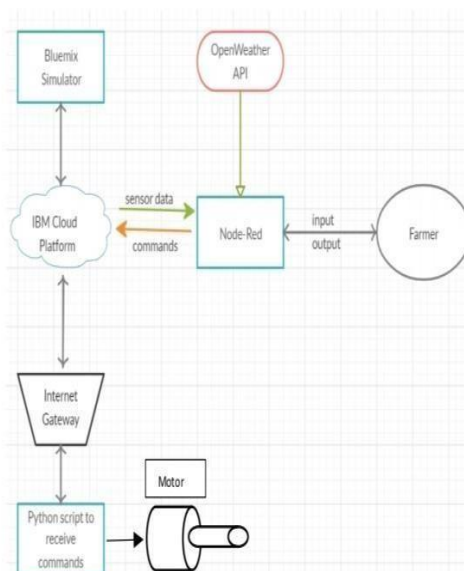 Bluemix
Simulator
OpenWeather
API
sensor data
IBM Cloud
Platform
commands
Node-Red
input
output
Farmer
Internet
Gateway
Motor
Python script to
receive
commands